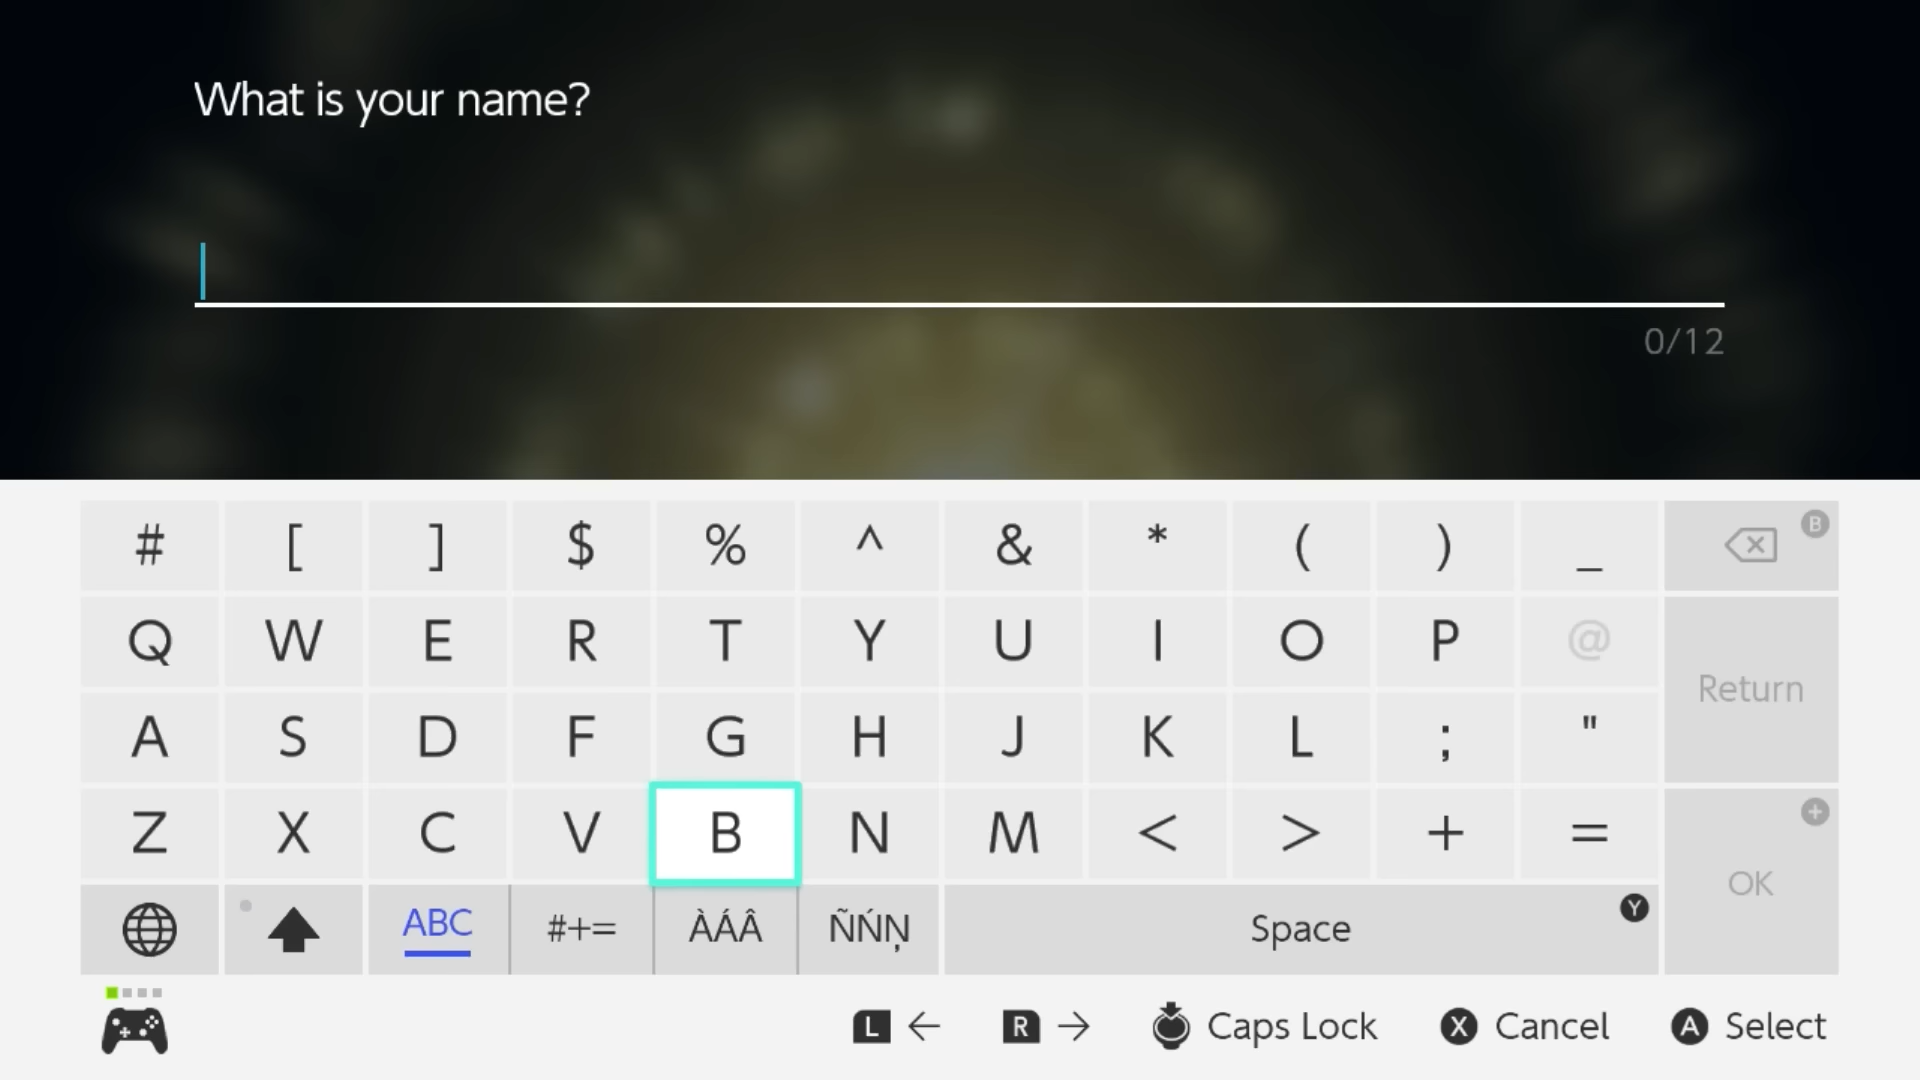 What is your name?
0/12
# [ ] $ % ^ & * ( ) _ B
Q W E R T Y U I O P @ Return
A S D F G H J K L ; "
Z X C V B N M < > + = + OK
ABC #+= ÀÁÂ ÑŃŅ Space Y
L ← R → Caps Lock X Cancel A Select